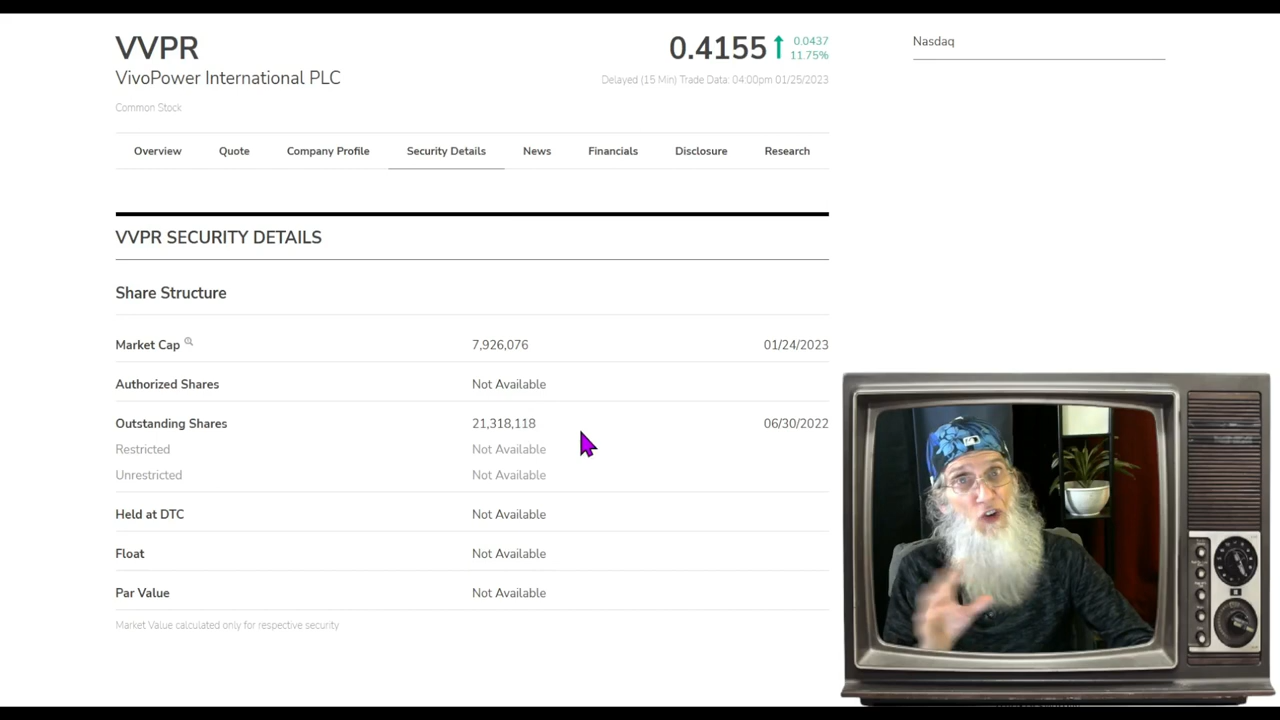 VVPR
VivoPower International PLC
Common Stock
0.4155 0.0437
11.75%
Delayed (15 Min) Trade Data: 04:00pm 01/25/2023
Nasdaq
Overview Quote Company Profile Security Details News Financials Disclosure Research
VVPR SECURITY DETAILS
Share Structure
Market Cap 7,926,076 01/24/2023
Authorized Shares Not Available
Outstanding Shares 21,318,118 06/30/2022
Restricted Not Available
Unrestricted Not Available
Held at DTC Not Available
Float Not Available
Par Value Not Available
Market Value calculated only for respective security